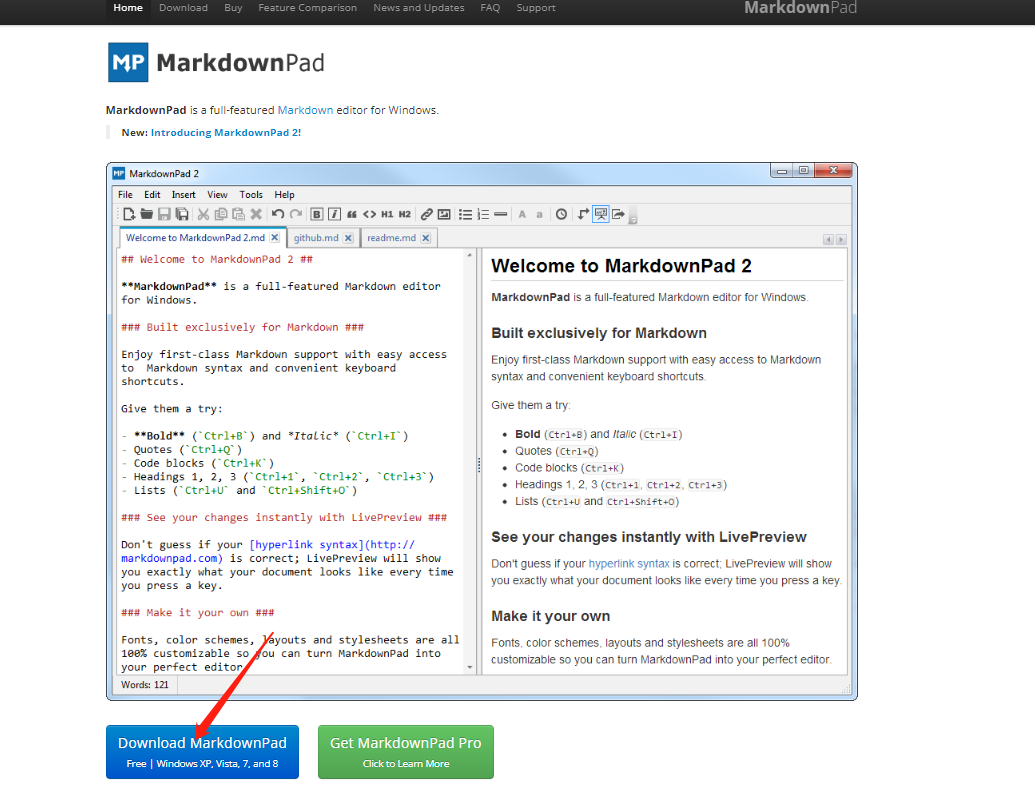 Home Download Buy Feature Comparison News and Updates FAQ Support MarkdownPad
MP MarkdownPad
MarkdownPad is a full-featured Markdown editor for Windows.
New: Introducing MarkdownPad 2!
MP MarkdownPad 2
File Edit Insert View Tools Help
B I H1 H2 A a
Welcome to MarkdownPad 2.md github.md readme.md
## Welcome to MarkdownPad 2 ##
**MarkdownPad** is a full-featured Markdown editor
for Windows.
### Built exclusively for Markdown ###
Enjoy first-class Markdown support with easy access
to  Markdown syntax and convenient keyboard
shortcuts.
Give them a try:
- **Bold** (`Ctrl+B`) and *Italic* (`Ctrl+I`)
- Quotes (`Ctrl+Q`)
- Code blocks (`Ctrl+K`)
- Headings 1, 2, 3 (`Ctrl+1`, `Ctrl+2`, `Ctrl+3`)
- Lists (`Ctrl+U` and `Ctrl+Shift+O`)
### See your changes instantly with LivePreview ###
Don't guess if your [hyperlink syntax](http://
markdownpad.com) is correct; LivePreview will show
you exactly what your document looks like every time
you press a key.
### Make it your own ###
Fonts, color schemes, layouts and stylesheets are all
100% customizable so you can turn MarkdownPad into
your perfect editor.
Welcome to MarkdownPad 2
MarkdownPad is a full-featured Markdown editor for Windows.
Built exclusively for Markdown
Enjoy first-class Markdown support with easy access to Markdown
syntax and convenient keyboard shortcuts.
Give them a try:
• Bold (Ctrl+B) and Italic (Ctrl+I)
• Quotes (Ctrl+Q)
• Code blocks (Ctrl+K)
• Headings 1, 2, 3 (Ctrl+1, Ctrl+2, Ctrl+3)
• Lists (Ctrl+U and Ctrl+Shift+O)
See your changes instantly with LivePreview
Don't guess if your hyperlink syntax is correct; LivePreview will show
you exactly what your document looks like every time you press a key.
Make it your own
Fonts, color schemes, layouts and stylesheets are all 100%
customizable so you can turn MarkdownPad into your perfect editor.
Words: 121
Download MarkdownPad
Free | Windows XP, Vista, 7, and 8
Get MarkdownPad Pro
Click to Learn More